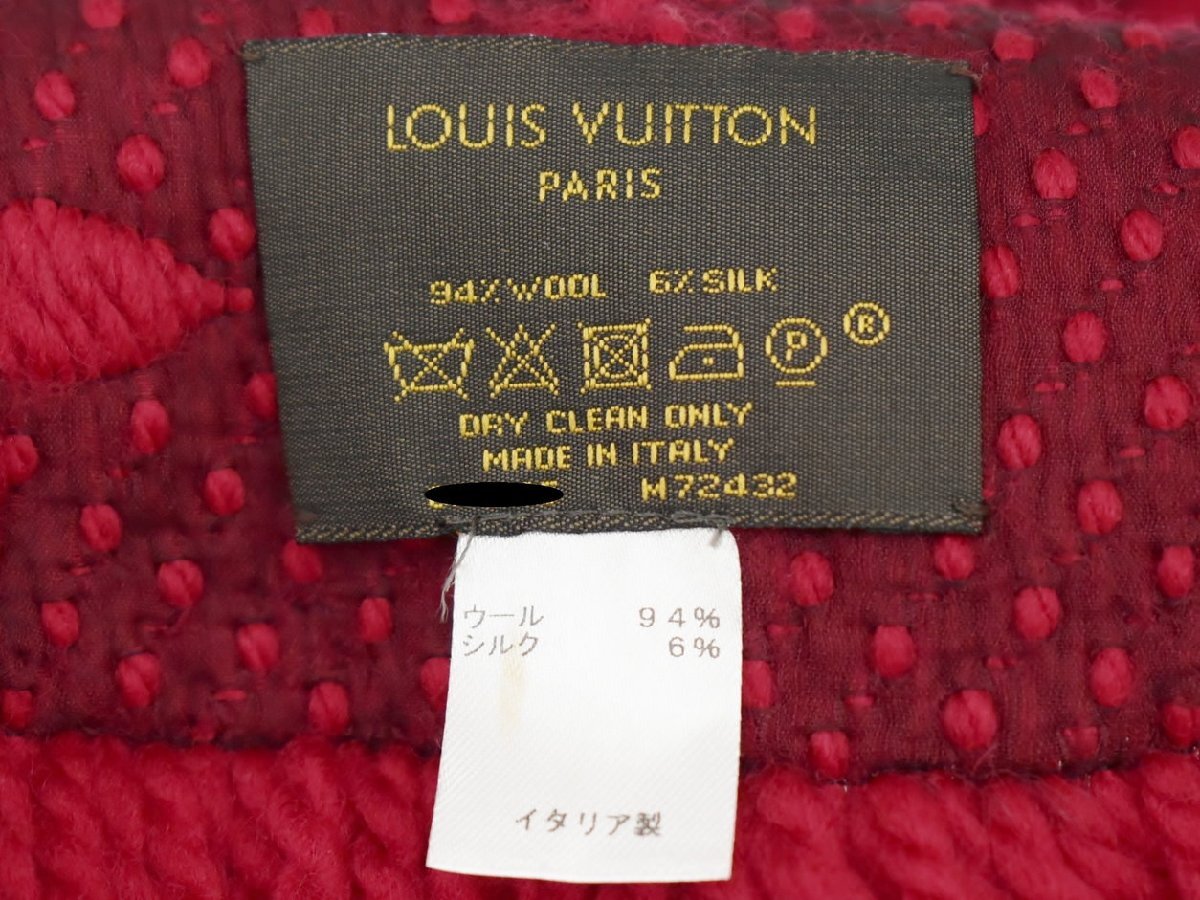 LOUIS VUITTON
PARIS
94% WOOL 6% SILK
P ®
DRY CLEAN ONLY
MADE IN ITALY
M72432
ウール 94%
シルク 6%
イタリア製